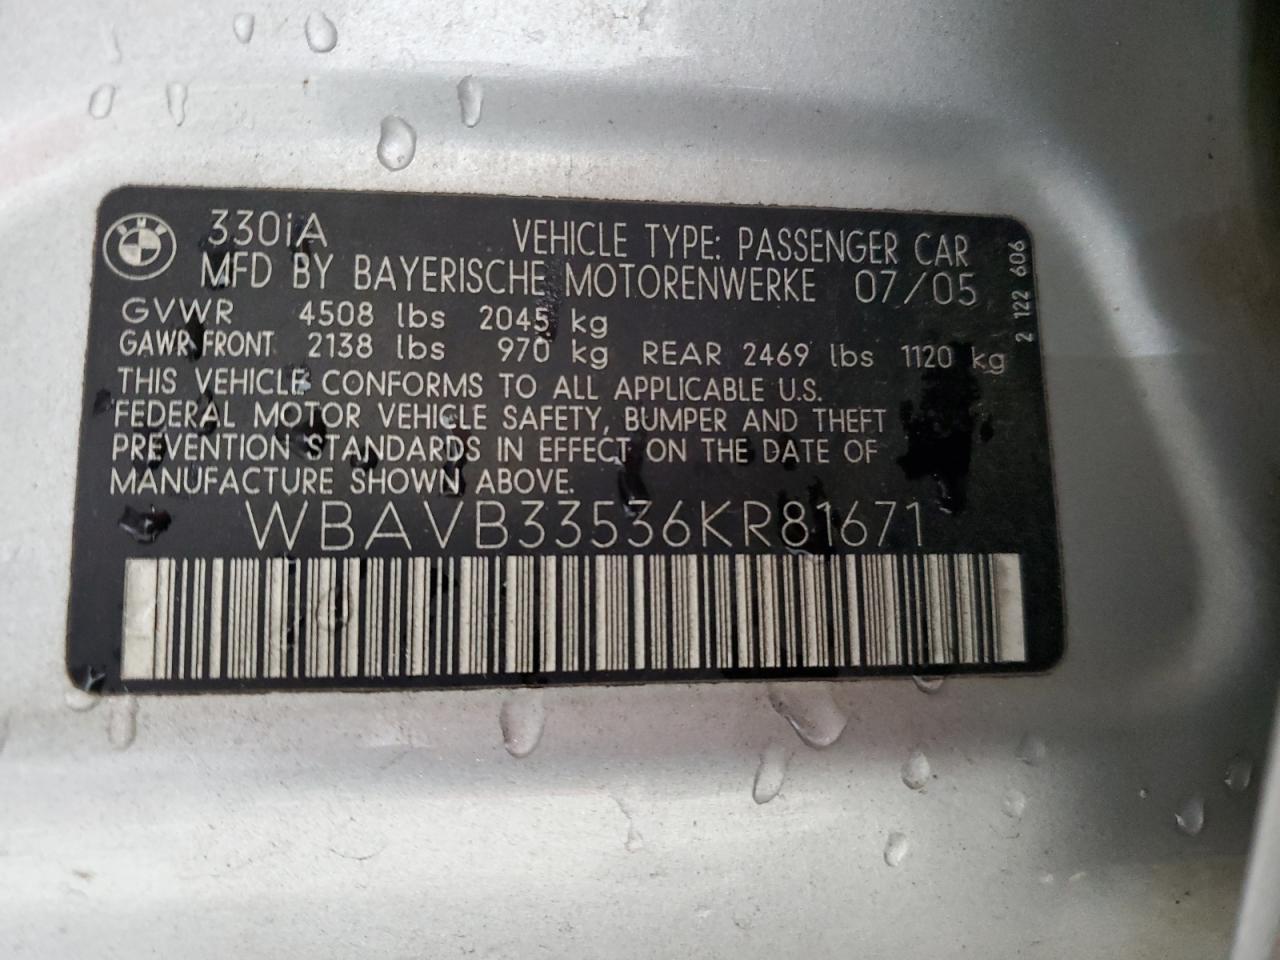 330iA VEHICLE TYPE: PASSENGER CAR
MFD BY BAYERISCHE MOTORENWERKE 07/05
GVWR 4508 lbs 2045 kg
GAWR FRONT 2138 lbs 970 kg REAR 2469 lbs 1120 kg
THIS VEHICLE CONFORMS TO ALL APPLICABLE U.S.
FEDERAL MOTOR VEHICLE SAFETY, BUMPER AND THEFT
PREVENTION STANDARDS IN EFFECT ON THE DATE OF
MANUFACTURE SHOWN ABOVE.
WBAVB33536KR81671
2 122 606